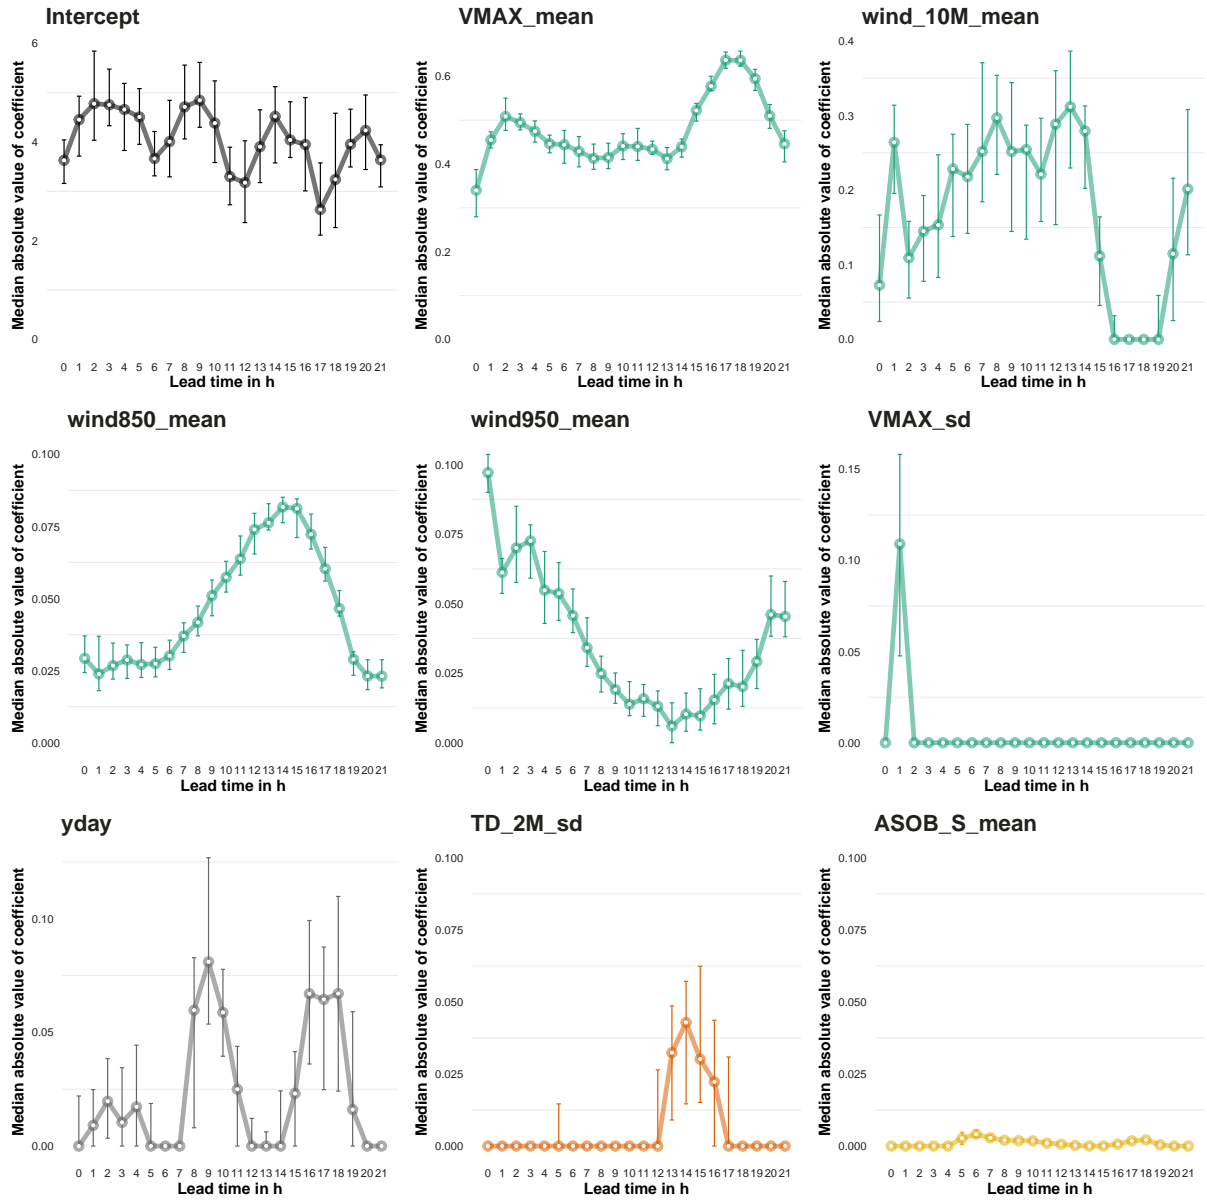 Intercept
Median absolute value of coefficient
6
4
2
0
0 1 2 3 4 5 6 7 8 9 10 11 12 13 14 15 16 17 18 19 20 21
Lead time in h
VMAX_mean
Median absolute value of coefficient
0.6
0.4
0.2
0.0
0 1 2 3 4 5 6 7 8 9 10 11 12 13 14 15 16 17 18 19 20 21
Lead time in h
wind_10M_mean
Median absolute value of coefficient
0.4
0.3
0.2
0.1
0.0
0 1 2 3 4 5 6 7 8 9 10 11 12 13 14 15 16 17 18 19 20 21
Lead time in h
wind850_mean
Median absolute value of coefficient
0.100
0.075
0.050
0.025
0.000
0 1 2 3 4 5 6 7 8 9 10 11 12 13 14 15 16 17 18 19 20 21
Lead time in h
wind950_mean
Median absolute value of coefficient
0.100
0.075
0.050
0.025
0.000
0 1 2 3 4 5 6 7 8 9 10 11 12 13 14 15 16 17 18 19 20 21
Lead time in h
VMAX_sd
Median absolute value of coefficient
0.15
0.10
0.05
0.00
0 1 2 3 4 5 6 7 8 9 10 11 12 13 14 15 16 17 18 19 20 21
Lead time in h
yday
Median absolute value of coefficient
0.10
0.05
0.00
0 1 2 3 4 5 6 7 8 9 10 11 12 13 14 15 16 17 18 19 20 21
Lead time in h
TD_2M_sd
Median absolute value of coefficient
0.100
0.075
0.050
0.025
0.000
0 1 2 3 4 5 6 7 8 9 10 11 12 13 14 15 16 17 18 19 20 21
Lead time in h
ASOB_S_mean
Median absolute value of coefficient
0.100
0.075
0.050
0.025
0.000
0 1 2 3 4 5 6 7 8 9 10 11 12 13 14 15 16 17 18 19 20 21
Lead time in h